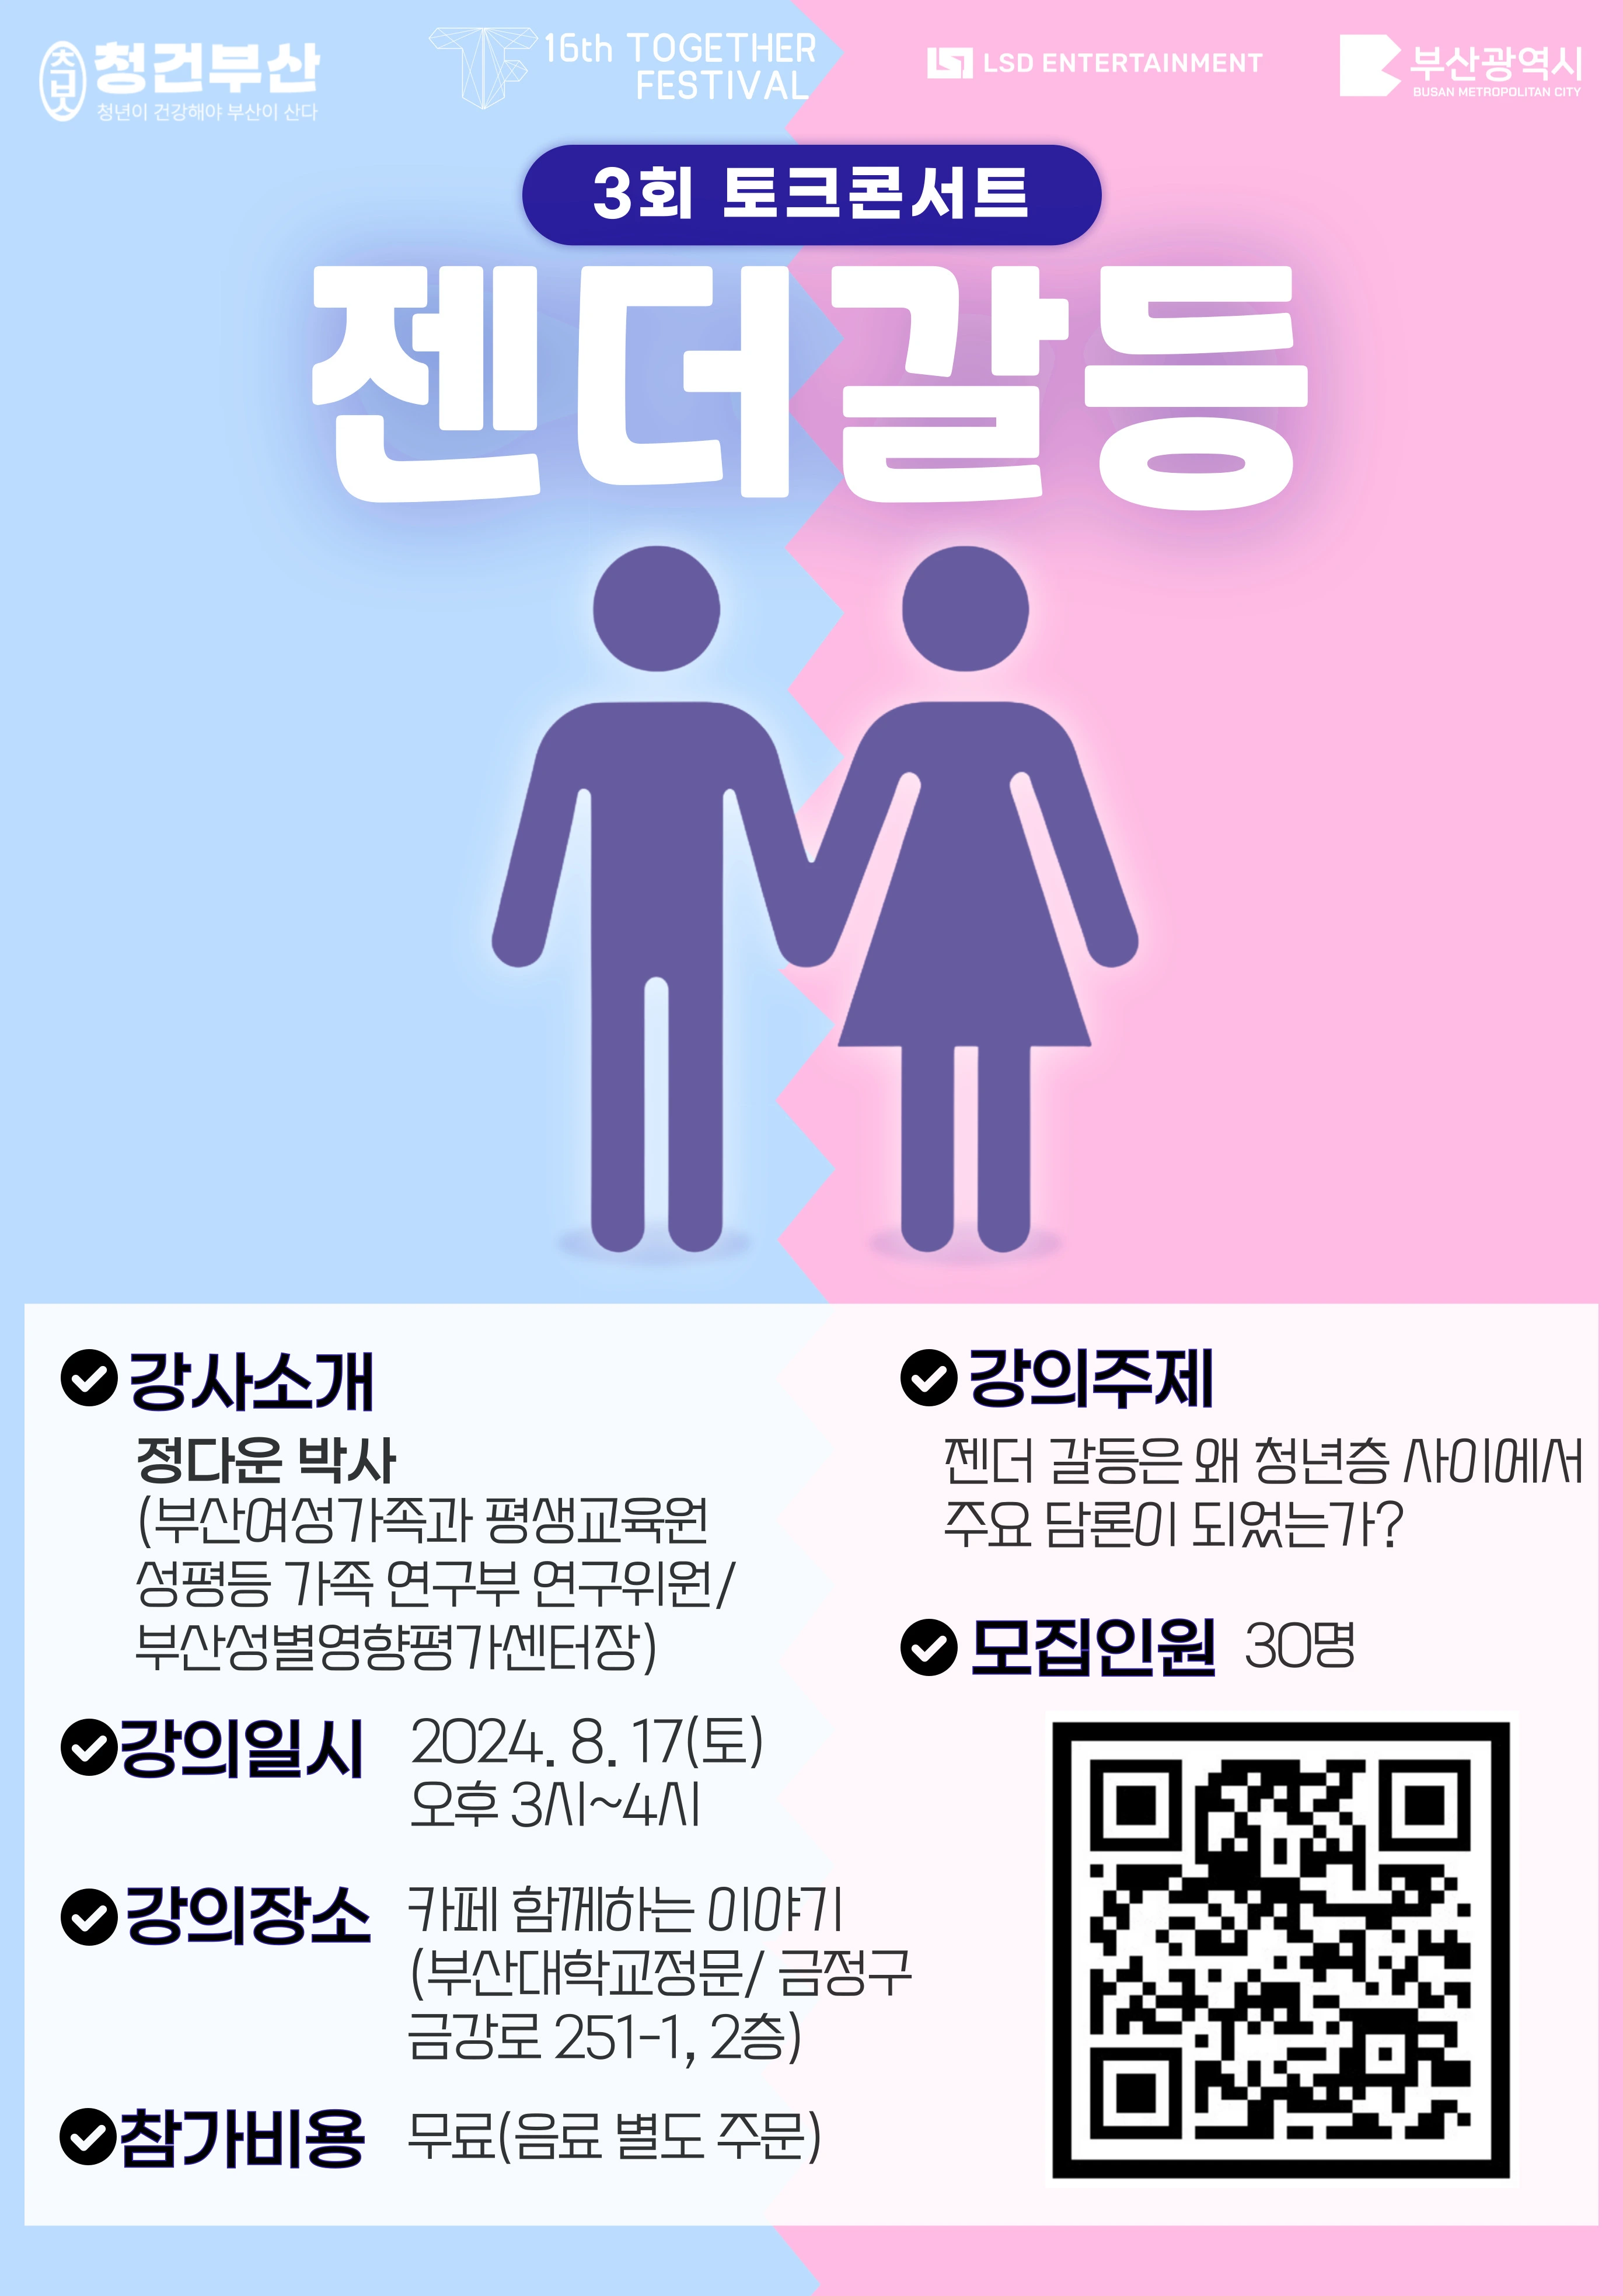 청건부산
청년이 건강해야 부산이 산다
16th TOGETHER
FESTIVAL
LSD ENTERTAINMENT
부산광역시
BUSAN METROPOLITAN CITY
3회 토크콘서트
젠더갈등
강사소개
정다운 박사
(부산여성가족과 평생교육원
성평등 가족 연구부 연구위원/
부산성별영향평가센터장)
강의일시
2024. 8. 17(토)
오후 3시~4시
강의장소
카페 함께하는 이야기
(부산대학교정문/ 금정구
금강로 251-1, 2층)
참가비용
무료(음료 별도 주문)
강의주제
젠더 갈등은 왜 청년층 사이에서
주요 담론이 되었는가?
모집인원
30명